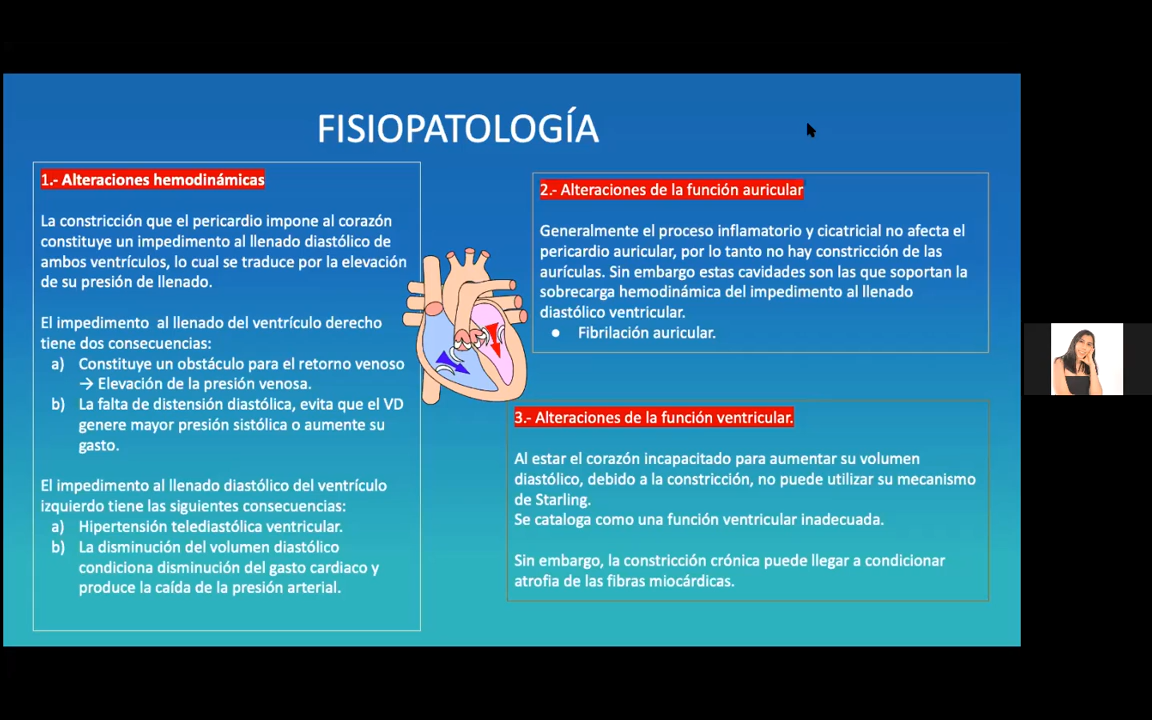 FISIOPATOLOGÍA
1.- Alteraciones hemodinámicas
La constricción que el pericardio impone al corazón
constituye un impedimento al llenado diastólico de
ambos ventrículos, lo cual se traduce por la elevación
de su presión de llenado.
El impedimento al llenado del ventrículo derecho
tiene dos consecuencias:
a) Constituye un obstáculo para el retorno venoso
→ Elevación de la presión venosa.
b) La falta de distensión diastólica, evita que el VD
genere mayor presión sistólica o aumente su
gasto.
El impedimento al llenado diastólico del ventrículo
izquierdo tiene las siguientes consecuencias:
a) Hipertensión telediastólica ventricular.
b) La disminución del volumen diastólico
condiciona disminución del gasto cardiaco y
produce la caída de la presión arterial.
2.- Alteraciones de la función auricular
Generalmente el proceso inflamatorio y cicatricial no afecta el
pericardio auricular, por lo tanto no hay constricción de las
aurículas. Sin embargo estas cavidades son las que soportan la
sobrecarga hemodinámica del impedimento al llenado
diastólico ventricular.
● Fibrilación auricular.
3.- Alteraciones de la función ventricular.
Al estar el corazón incapacitado para aumentar su volumen
diastólico, debido a la constricción, no puede utilizar su mecanismo
de Starling.
Se cataloga como una función ventricular inadecuada.
Sin embargo, la constricción crónica puede llegar a condicionar
atrofia de las fibras miocárdicas.